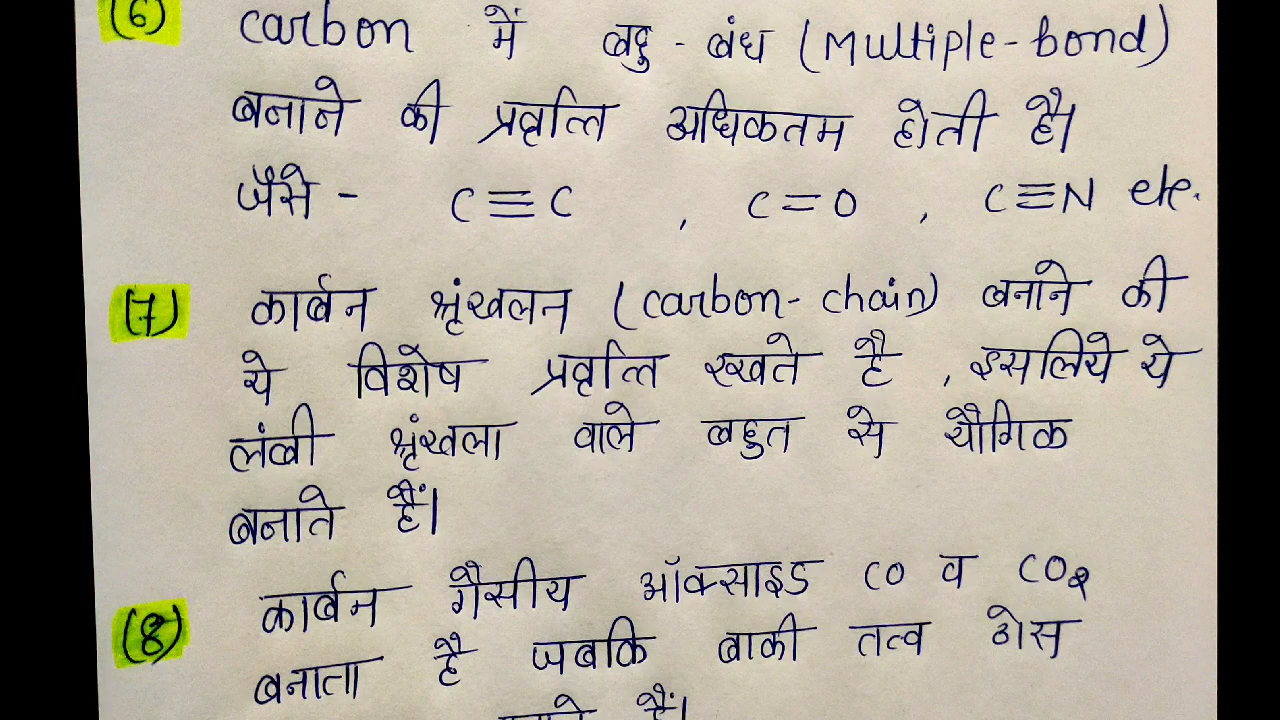 (6) carbon में बहु - बंध (Multiple-bond)
बनाने की प्रवृत्ति अधिकतम होती है।
जैसे - C≡C , C=O , C≡N etc.
(7) कार्बन श्रृंखलन (carbon-chain) बनाने की
ये विशेष प्रवृत्ति रखते है , इसलिये ये
लंबी श्रृंखला वाले बहुत से यौगिक
बनाते हैं।
(8) कार्बन गैसीय ऑक्साइड CO व CO₂
बनाता है जबकि बाकी तत्व ठोस
हैं।